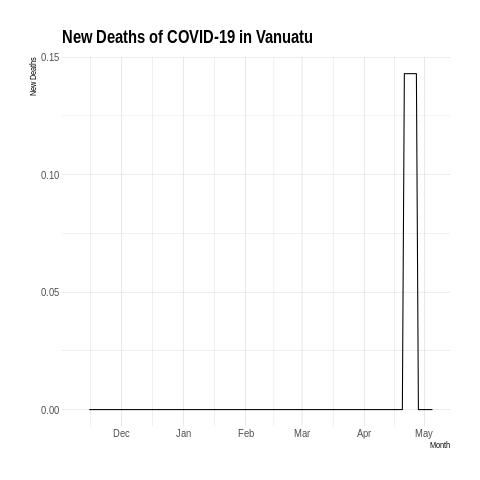 New Deaths of COVID-19 in Vanuatu
New Deaths
0.15
0.10
0.05
0.00
Dec Jan Feb Mar Apr May
Month